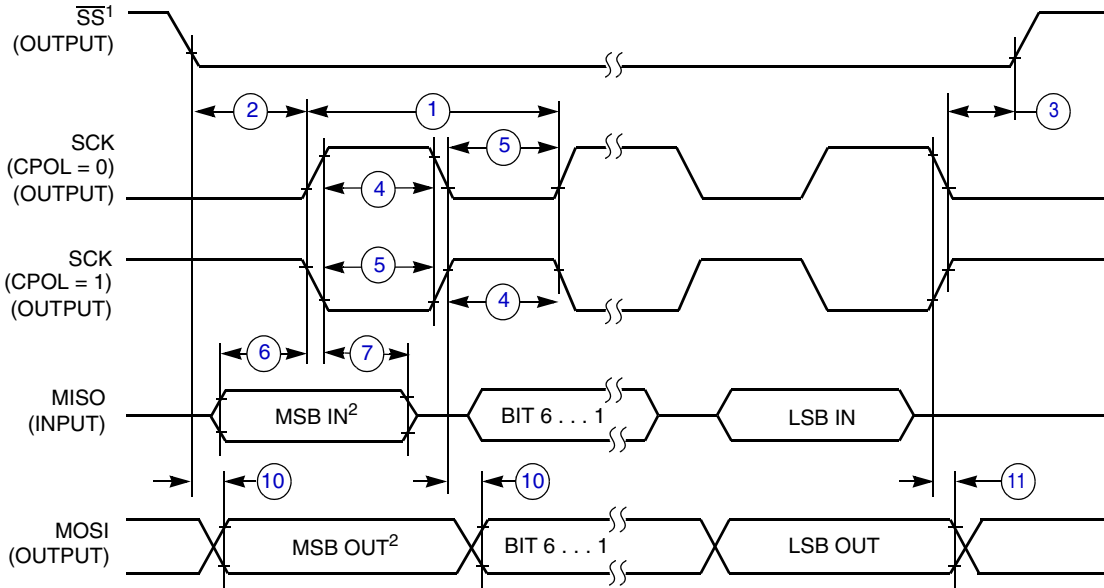 SS¹
(OUTPUT)
2
1
3
SCK
(CPOL = 0)
(OUTPUT)
5
4
SCK
(CPOL = 1)
(OUTPUT)
5
4
6
7
MISO
(INPUT)
MSB IN²
BIT 6 . . . 1
LSB IN
10
10
11
MOSI
(OUTPUT)
MSB OUT²
BIT 6 . . . 1
LSB OUT